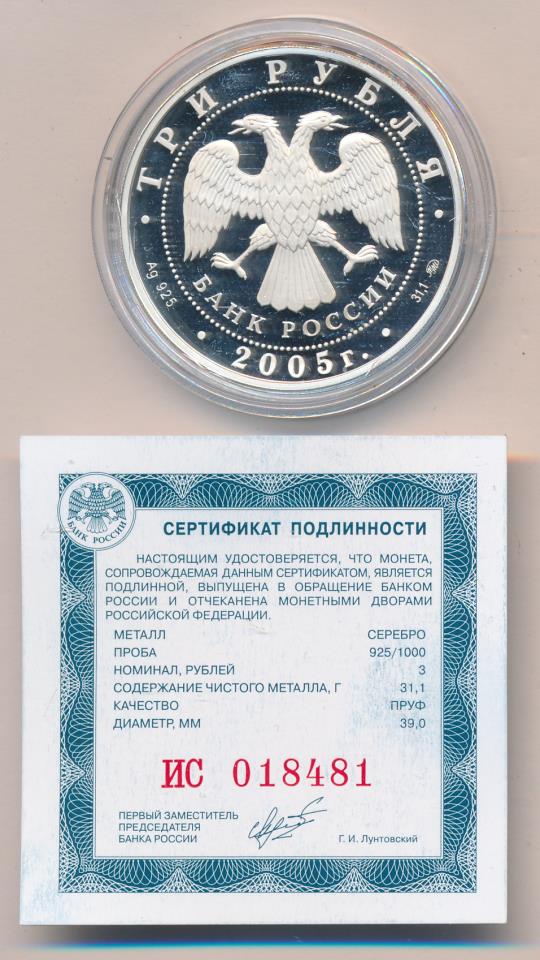 ТРИ РУБЛЯ
Ag 925
БАНК РОССИИ
31,1
2005г.
БАНК РОССИИ
СЕРТИФИКАТ ПОДЛИННОСТИ
НАСТОЯЩИМ УДОСТОВЕРЯЕТСЯ, ЧТО МОНЕТА,
СОПРОВОЖДАЕМАЯ ДАННЫМ СЕРТИФИКАТОМ, ЯВЛЯЕТСЯ
ПОДЛИННОЙ, ВЫПУЩЕНА В ОБРАЩЕНИЕ БАНКОМ
РОССИИ И ОТЧЕКАНЕНА МОНЕТНЫМИ ДВОРАМИ
РОССИЙСКОЙ ФЕДЕРАЦИИ.
МЕТАЛЛ СЕРЕБРО
ПРОБА 925/1000
НОМИНАЛ, РУБЛЕЙ 3
СОДЕРЖАНИЕ ЧИСТОГО МЕТАЛЛА, Г 31,1
КАЧЕСТВО ПРУФ
ДИАМЕТР, ММ 39,0
ИС 018481
ПЕРВЫЙ ЗАМЕСТИТЕЛЬ
ПРЕДСЕДАТЕЛЯ
БАНКА РОССИИ Г. И. Лунтовский